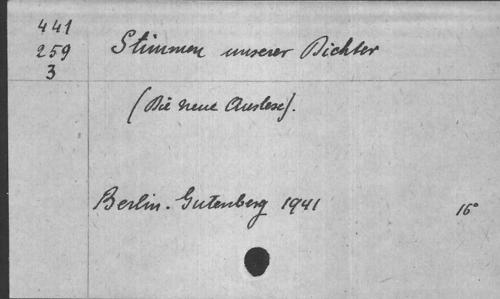 441
259
3
Stimmen unserer Dichter
(Die neue Auslese).
Berlin. Gutenberg 1941 16°